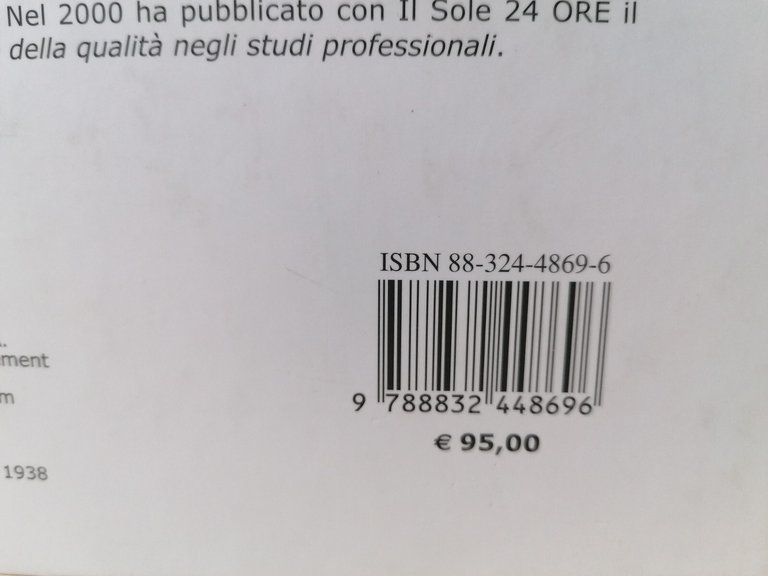 Nel 2000 ha pubblicato con Il Sole 24 ORE il
della qualità negli studi professionali.
ISBN 88-324-4869-6
ment
m
9 788832 448696
€ 95,00
1938